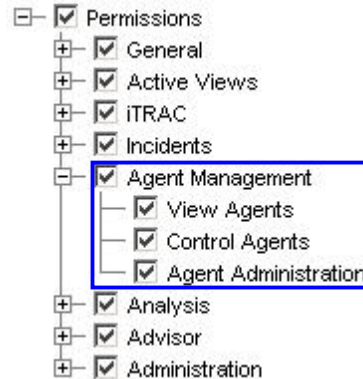 Permissions
General
Active Views
iTRAC
Incidents
Agent Management
View Agents
Control Agents
Agent Administration
Analysis
Advisor
Administration